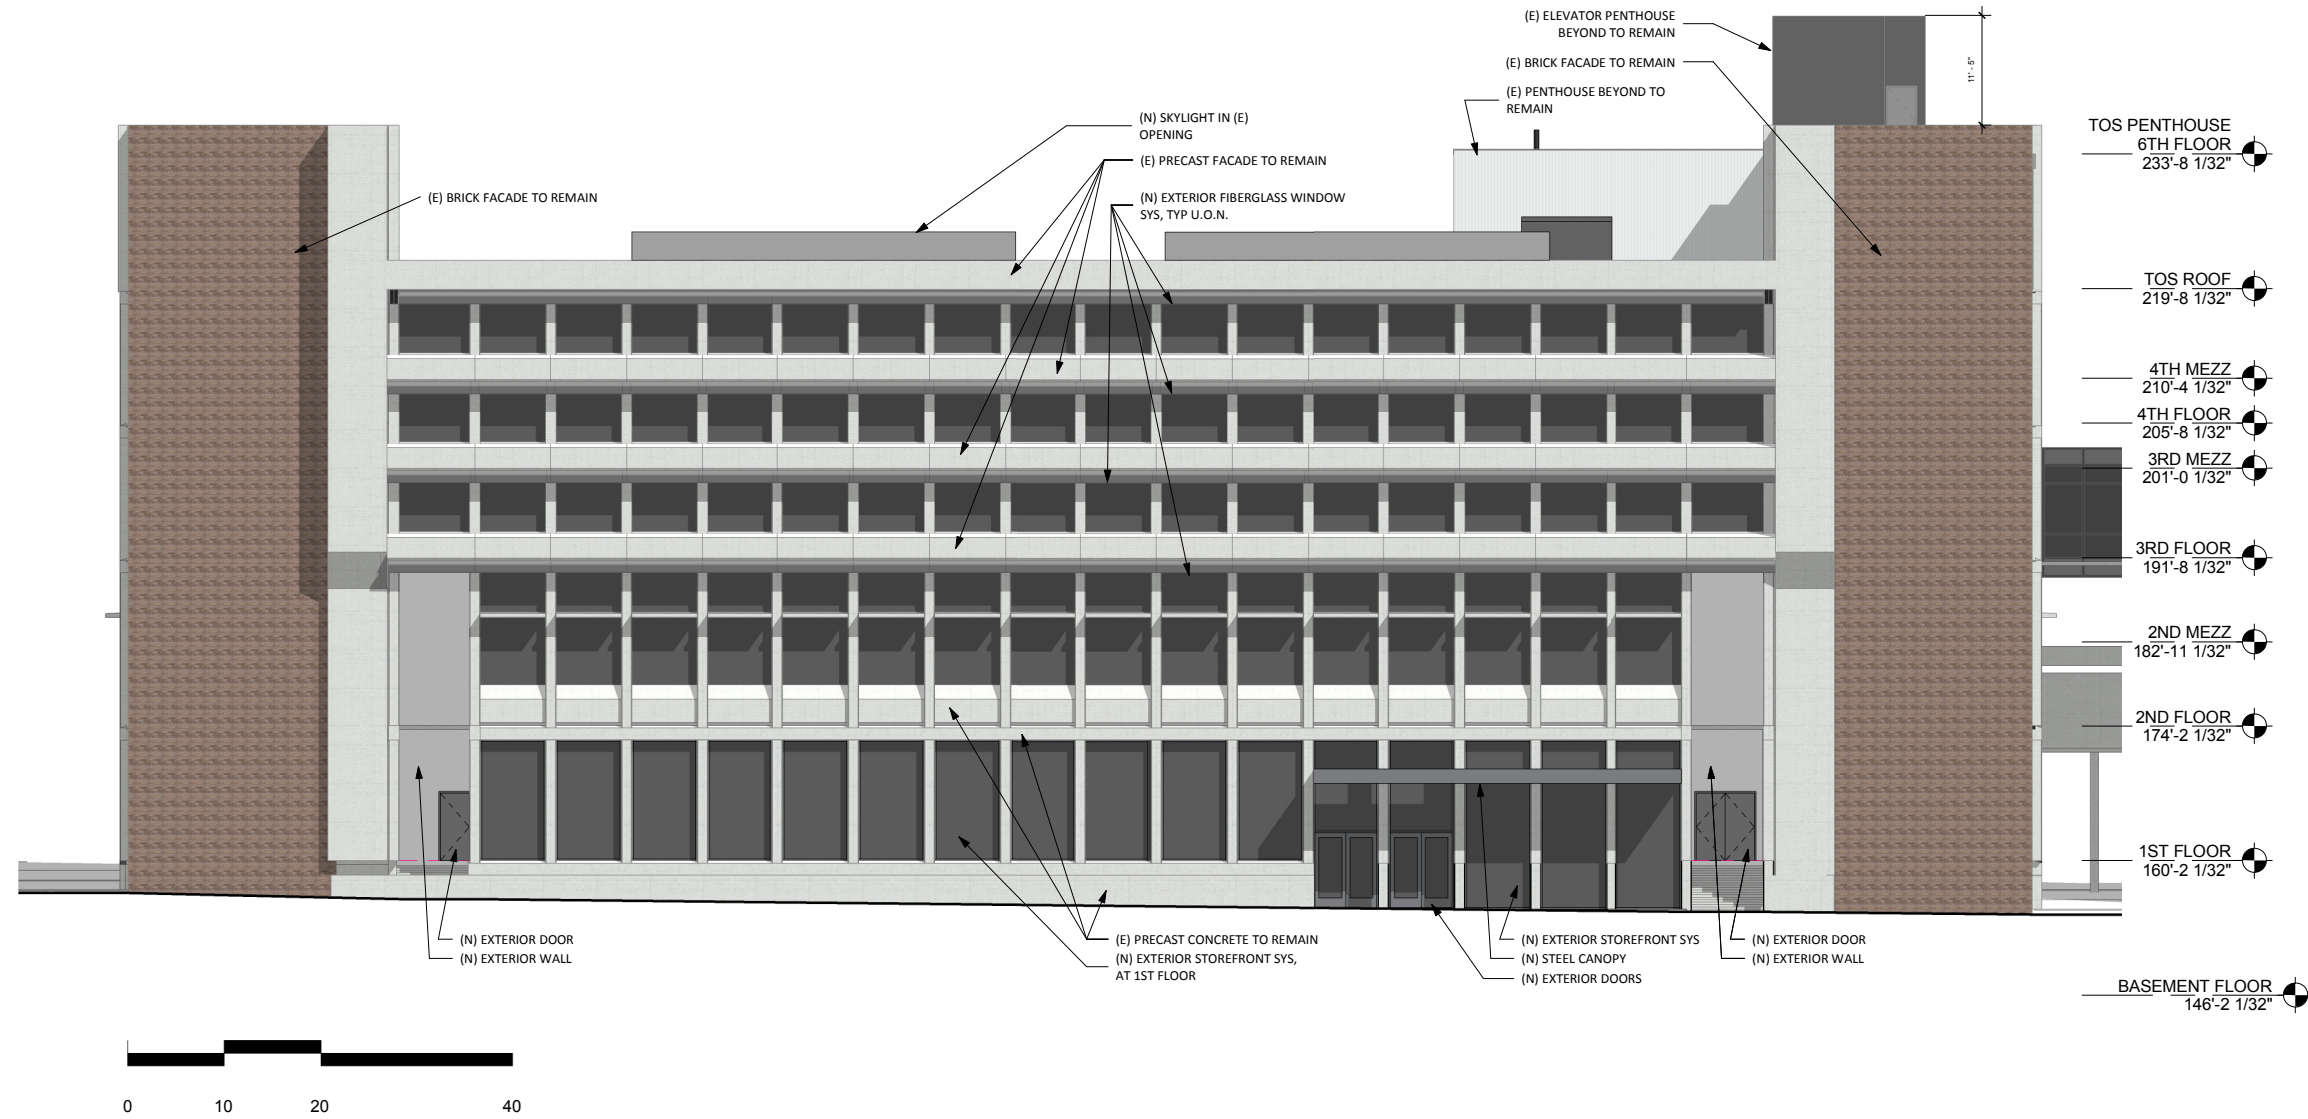 (E) ELEVATOR PENTHOUSE
BEYOND TO REMAIN
(E) BRICK FACADE TO REMAIN
11' - 5"
(E) PENTHOUSE BEYOND TO
REMAIN
(N) SKYLIGHT IN (E)
OPENING
(E) PRECAST FACADE TO REMAIN
(N) EXTERIOR FIBERGLASS WINDOW
SYS, TYP U.O.N.
(E) BRICK FACADE TO REMAIN
TOS PENTHOUSE
6TH FLOOR
233'-8 1/32"
TOS ROOF
219'-8 1/32"
4TH MEZZ
210'-4 1/32"
4TH FLOOR
205'-8 1/32"
3RD MEZZ
201'-0 1/32"
3RD FLOOR
191'-8 1/32"
2ND MEZZ
182'-11 1/32"
2ND FLOOR
174'-2 1/32"
1ST FLOOR
160'-2 1/32"
BASEMENT FLOOR
146'-2 1/32"
(N) EXTERIOR DOOR
(N) EXTERIOR WALL
(E) PRECAST CONCRETE TO REMAIN
(N) EXTERIOR STOREFRONT SYS,
AT 1ST FLOOR
(N) EXTERIOR STOREFRONT SYS
(N) STEEL CANOPY
(N) EXTERIOR DOORS
(N) EXTERIOR DOOR
(N) EXTERIOR WALL
0 10 20 40